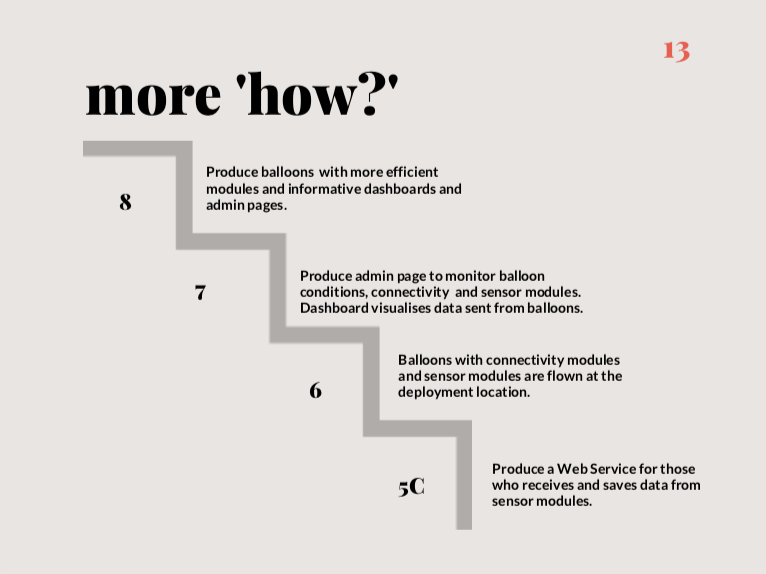 13
more 'how?'
8
Produce balloons with more efficient
modules and informative dashboards and
admin pages.
7
Produce admin page to monitor balloon
conditions, connectivity and sensor modules.
Dashboard visualises data sent from balloons.
6
Balloons with connectivity modules
and sensor modules are flown at the
deployment location.
5C
Produce a Web Service for those
who receives and saves data from
sensor modules.